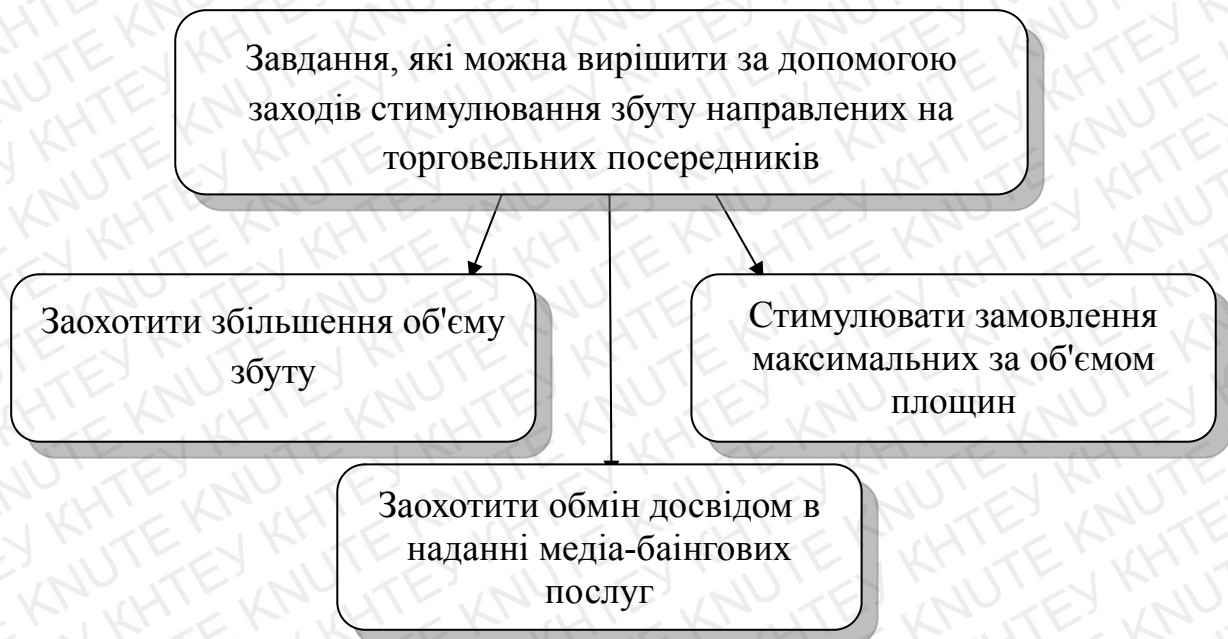 Завдання, які можна вирішити за допомогою
заходів стимулювання збуту направлених на
торговельних посередників
Заохотити збільшення об'єму
збуту
Стимулювати замовлення
максимальних за об'ємом
площин
Заохотити обмін досвідом в
наданні медіа-баінгових
послуг